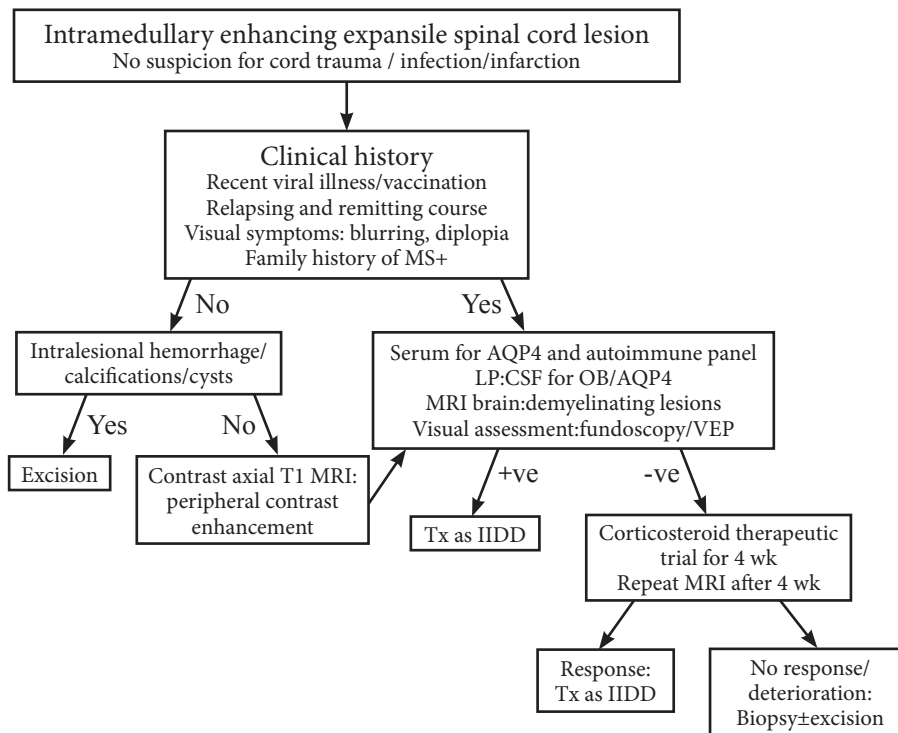 Intramedullary enhancing expansile spinal cord lesion
No suspicion for cord trauma / infection/infarction
Clinical history
Recent viral illness/vaccination
Relapsing and remitting course
Visual symptoms: blurring, diplopia
Family history of MS+
No
Yes
Intralesional hemorrhage/
calcifications/cysts
Serum for AQP4 and autoimmune panel
LP:CSF for OB/AQP4
MRI brain:demyelinating lesions
Visual assessment:fundoscopy/VEP
Yes
No
Excision
Contrast axial T1 MRI:
peripheral contrast
enhancement
+ve
-ve
Tx as IIDD
Corticosteroid therapeutic
trial for 4 wk
Repeat MRI after 4 wk
Response:
Tx as IIDD
No response/
deterioration:
Biopsy±excision